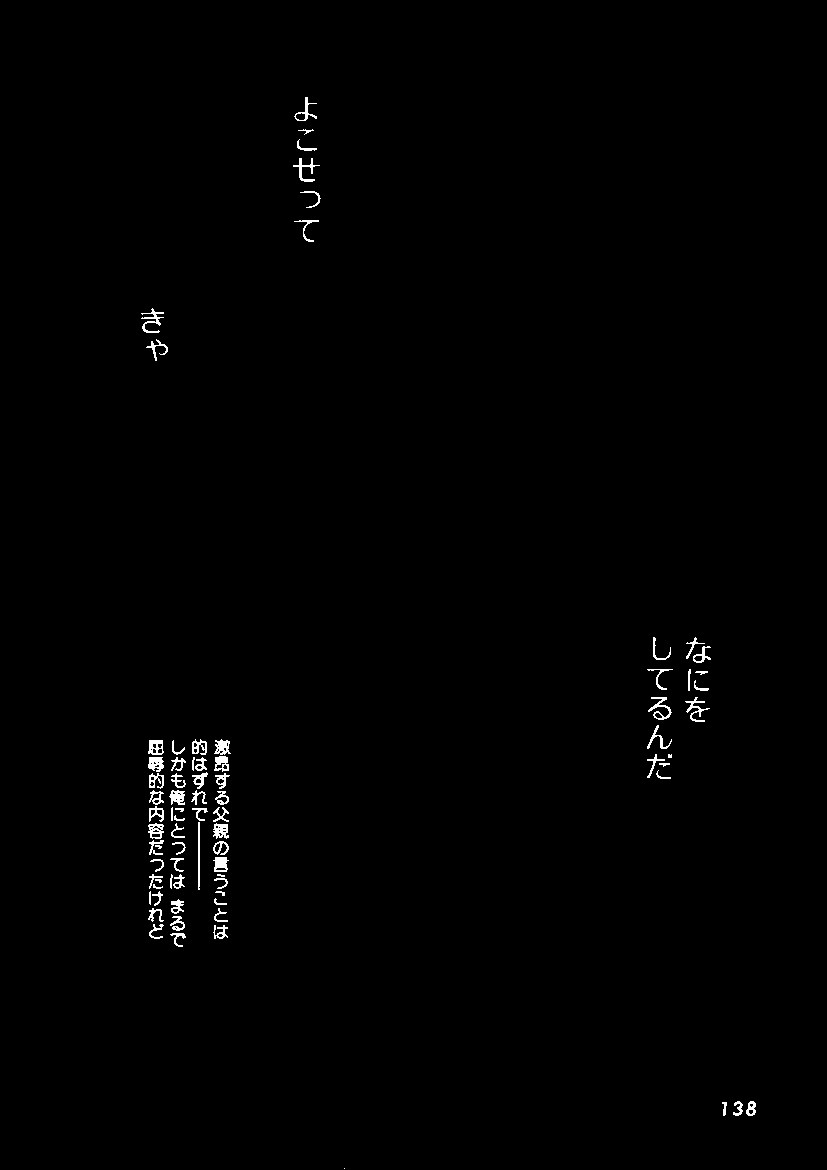 よこせって
きゃ
なにを
してるんだ
激昂する父親の言うことは
的はずれで――――
しかも俺にとっては まるで
屈辱的な内容だったけれど
138